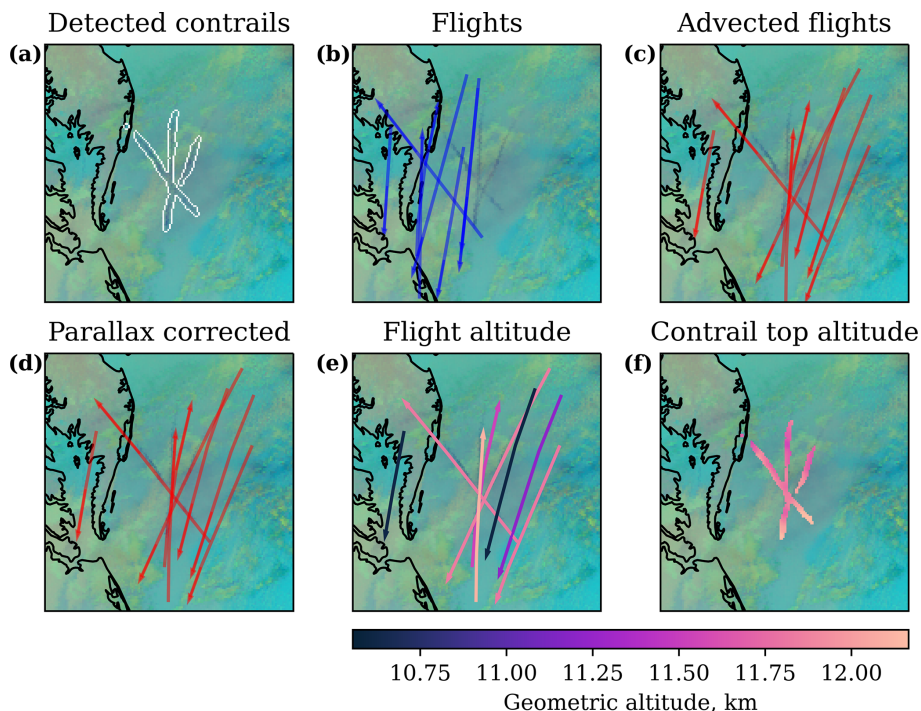 Detected contrails
Flights
Advected flights
(a)
(b)
(c)
Parallax corrected
Flight altitude
Contrail top altitude
(d)
(e)
(f)
10.75 11.00 11.25 11.50 11.75 12.00
Geometric altitude, km